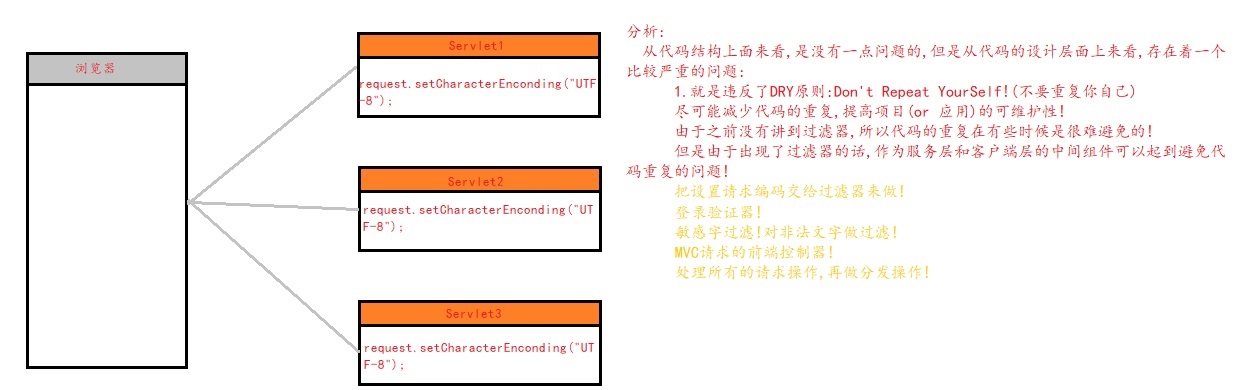 浏览器
Servlet1
request.setCharacterEnconding("UTF
-8");
Servlet2
request.setCharacterEnconding("UT
F-8");
Servlet3
request.setCharacterEnconding("UT
F-8");
分析:
从代码结构上面来看,是没有一点问题的,但是从代码的设计层面上来看,存在着一个
比较严重的问题:
1.就是违反了DRY原则:Don't Repeat YourSelf!(不要重复你自己)
尽可能减少代码的重复,提高项目(or 应用)的可维护性!
由于之前没有讲到过滤器,所以代码的重复在有些时候是很难避免的!
但是由于出现了过滤器的话,作为服务层和客户端层的中间组件可以起到避免代
码重复的问题!
把设置请求编码交给过滤器来做!
登录验证器!
敏感字过滤!对非法文字做过滤!
MVC请求的前端控制器!
处理所有的请求操作,再做分发操作!